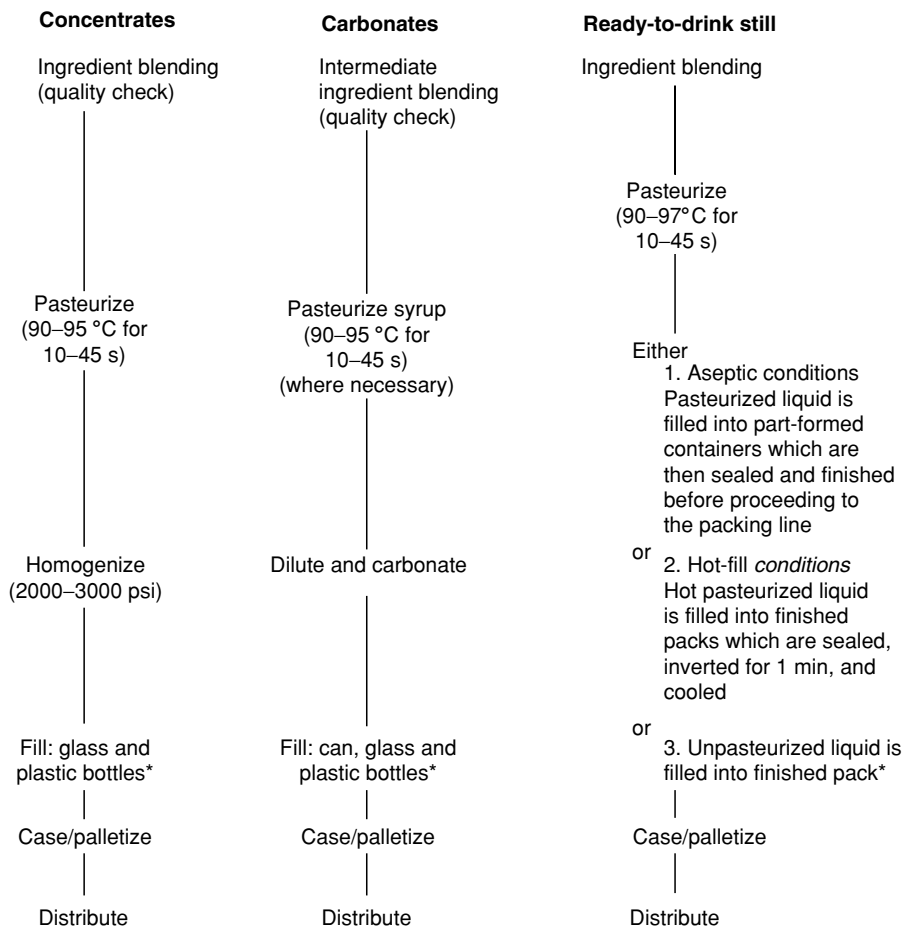 Concentrates
Ingredient blending
(quality check)
Pasteurize
(90–95 °C for
10–45 s)
Homogenize
(2000–3000 psi)
Fill: glass and
plastic bottles*
Case/palletize
Distribute
Carbonates
Intermediate
ingredient blending
(quality check)
Pasteurize syrup
(90–95 °C for
10–45 s)
(where necessary)
Dilute and carbonate
Fill: can, glass and
plastic bottles*
Case/palletize
Distribute
Ready-to-drink still
Ingredient blending
Pasteurize
(90–97°C for
10–45 s)
Either
1. Aseptic conditions
Pasteurized liquid is
filled into part-formed
containers which are
then sealed and finished
before proceeding to
the packing line
or
2. Hot-fill conditions
Hot pasteurized liquid
is filled into finished
packs which are sealed,
inverted for 1 min, and
cooled
or
3. Unpasteurized liquid is
filled into finished pack*
Case/palletize
Distribute